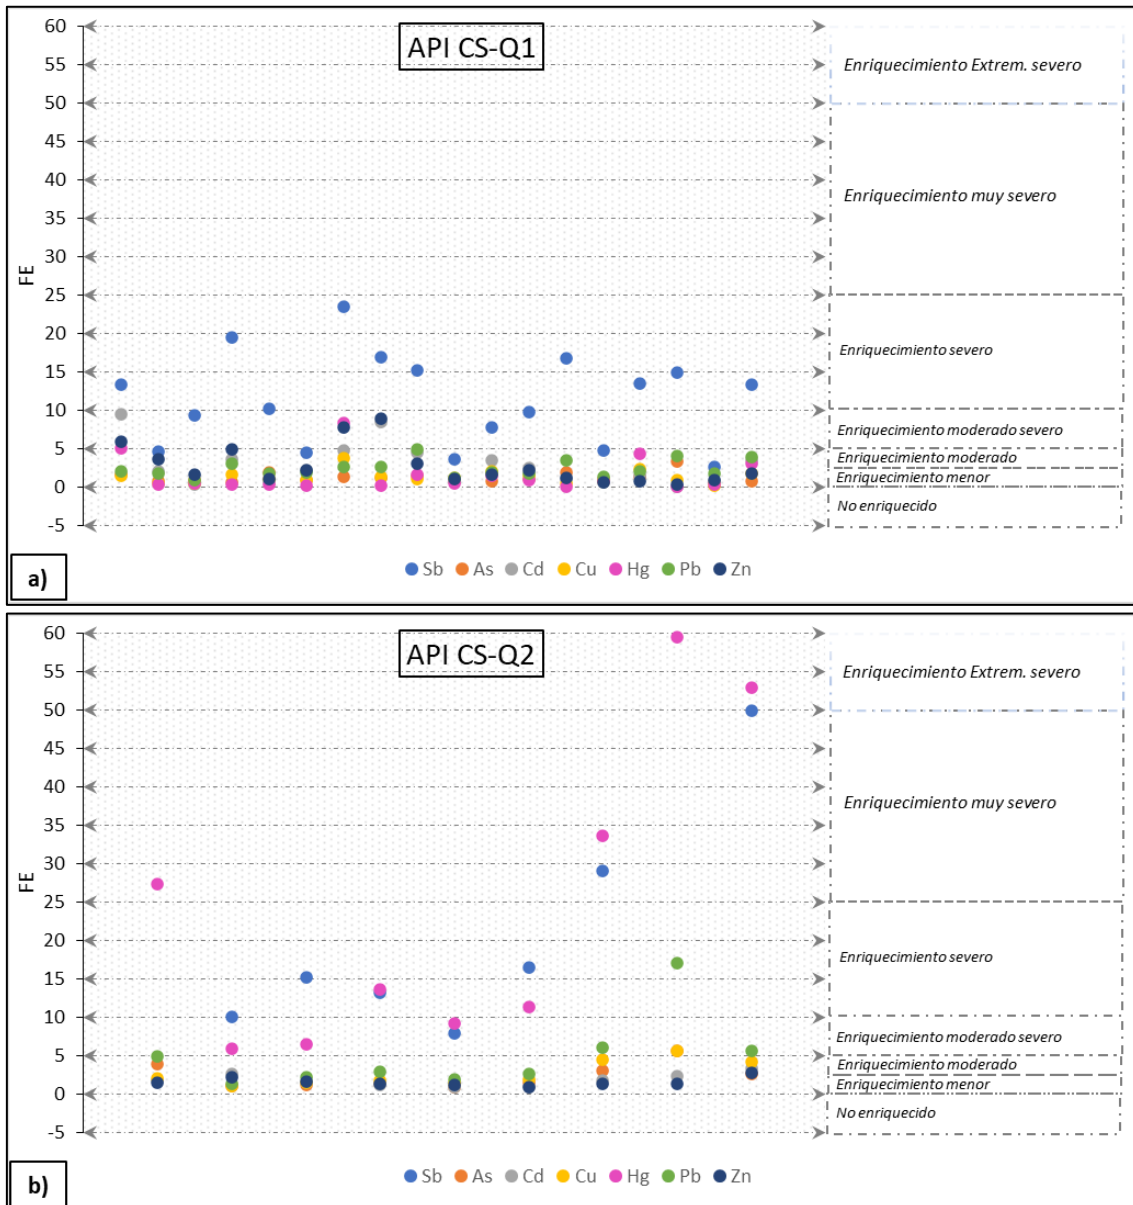 API CS-Q1
60
55
50
45
40
35
30
25
20
15
10
5
0
-5
FE
Enriquecimiento Extrem. severo
Enriquecimiento muy severo
Enriquecimiento severo
Enriquecimiento moderado severo
Enriquecimiento moderado
Enriquecimiento menor
No enriquecido
a)
Sb As Cd Cu Hg Pb Zn
API CS-Q2
60
55
50
45
40
35
30
25
20
15
10
5
0
-5
FE
Enriquecimiento Extrem. severo
Enriquecimiento muy severo
Enriquecimiento severo
Enriquecimiento moderado severo
Enriquecimiento moderado
Enriquecimiento menor
No enriquecido
b)
Sb As Cd Cu Hg Pb Zn